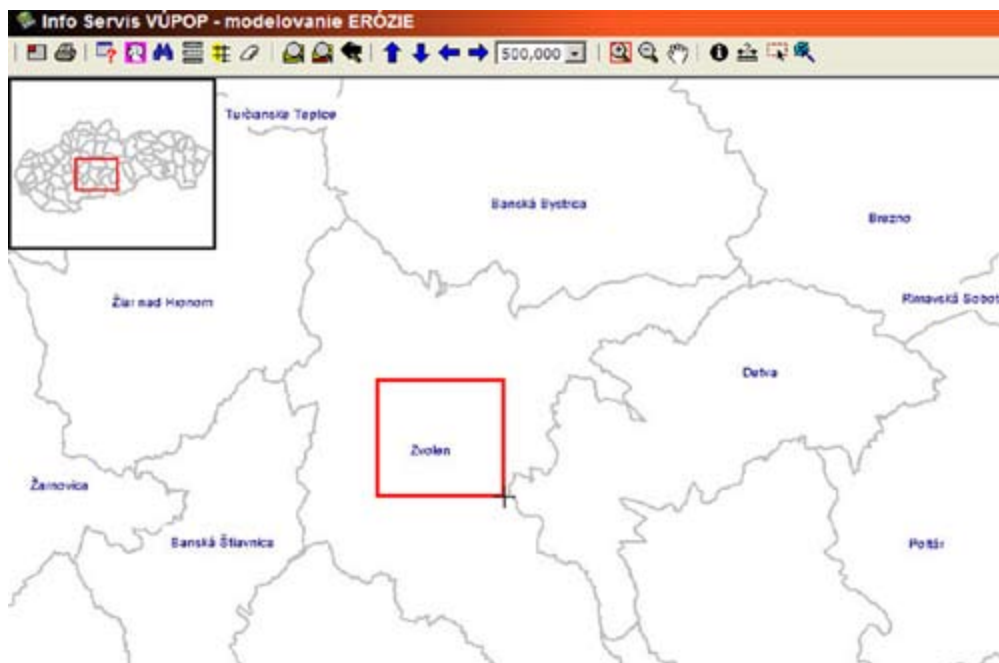 Info Servis VÚPOP - modelovanie ERÓZIE
500,000
Turčianske Teplice
Banská Bystrica
Brezno
Žiar nad Hronom
Rimavská Sobot
Detva
Zvolen
Žarnovica
Banská Štiavnica
Poltár